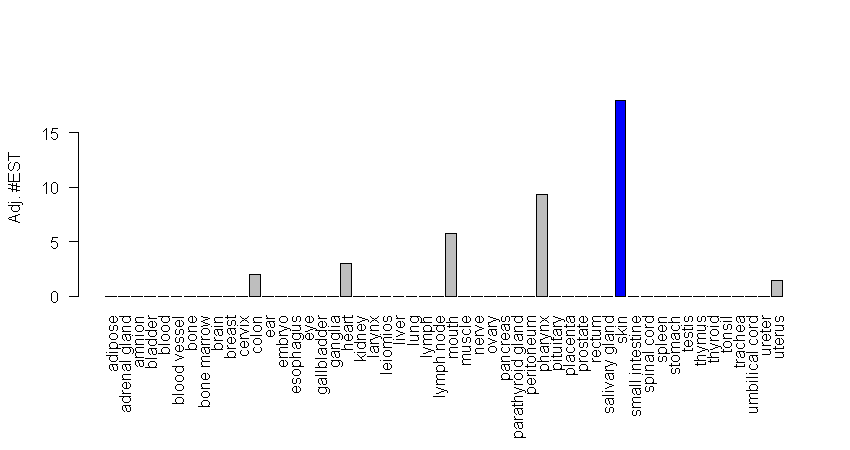 Adj. #EST
15
10
5
0
adipose
adrenal gland
amnion
bladder
blood
blood vessel
bone
bone marrow
brain
breast
cervix
colon
ear
embryo
esophagus
eye
gallbladder
ganglia
heart
kidney
larynx
leiomios
liver
lung
lymph
lymph node
mouth
muscle
nerve
ovary
pancreas
parathyroid gland
peritoneum
pharynx
pituitary
placenta
prostate
rectum
salivary gland
skin
small intestine
spinal cord
spleen
stomach
testis
thymus
thyroid
tonsil
trachea
umbilical cord
ureter
uterus